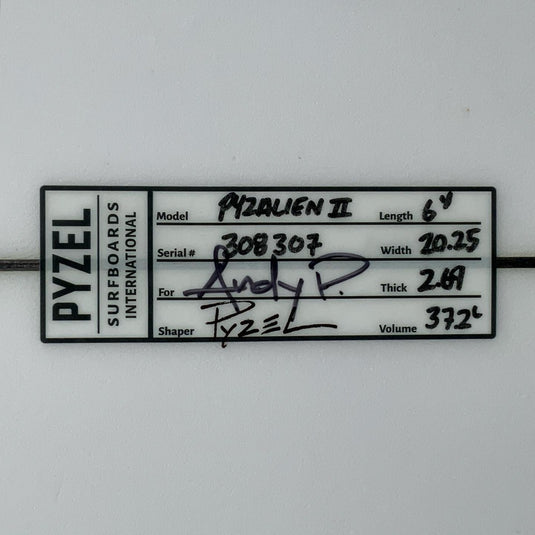 PYZEL
SURFBOARDS
INTERNATIONAL
Model PYZALIEN II Length 6'
Serial # 308307 Width 20.25
For Andy P. Thick 2.69
Shaper Pyzel Volume 37.2L